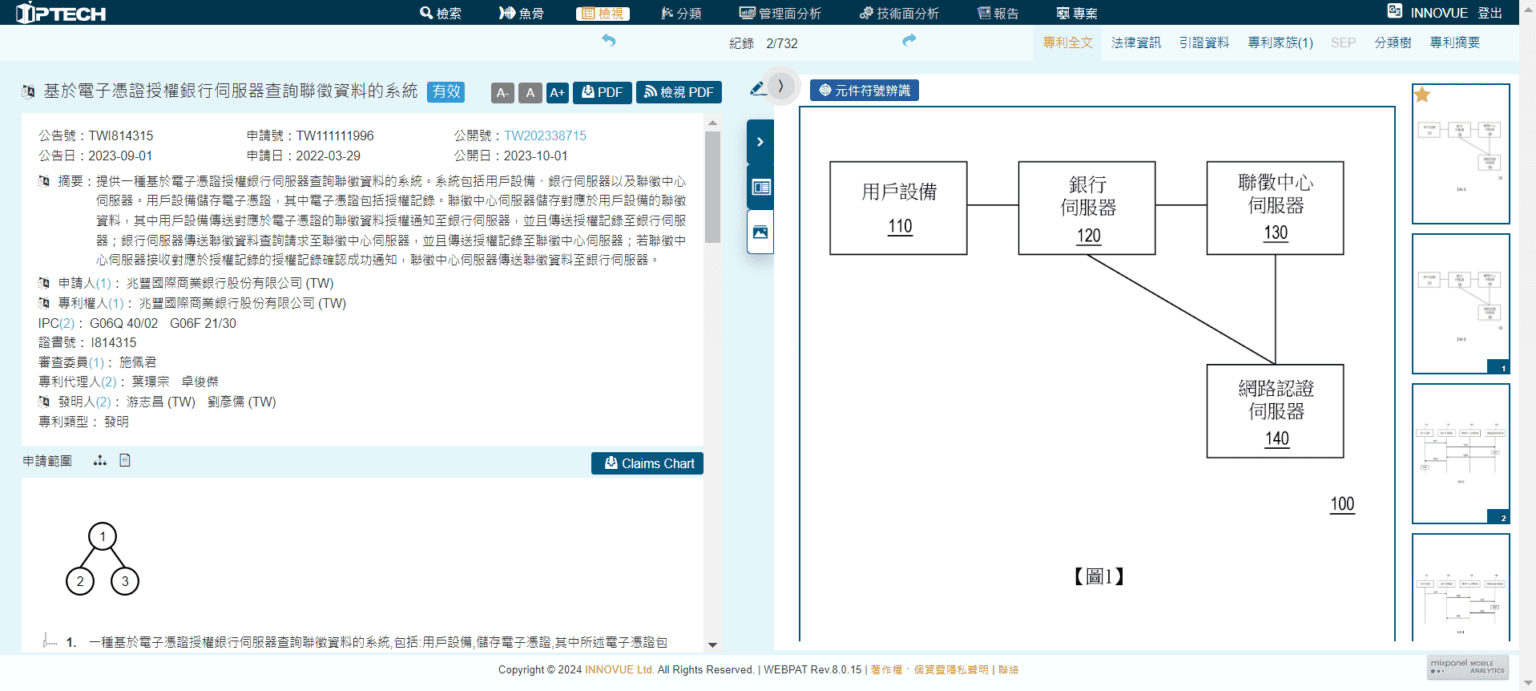 IPTECH
檢索 魚骨 檢視 分類 管理面分析 技術面分析 報告 專案 INNOVUE 登出
紀錄 2/732 專利全文 法律資訊 引證資料 專利家族(1) SEP 分類樹 專利摘要
基於電子憑證授權銀行伺服器查詢聯徵資料的系統 有效 A- A A+ PDF 檢視 PDF
公告號：TWI814315 申請號：TW111111996 公開號：TW202338715
公告日：2023-09-01 申請日：2022-03-29 公開日：2023-10-01
摘要：提供一種基於電子憑證授權銀行伺服器查詢聯徵資料的系統。系統包括用戶設備、銀行伺服器以及聯徵中心
伺服器。用戶設備儲存電子憑證，其中電子憑證包括授權記錄。聯徵中心伺服器儲存對應於用戶設備的聯徵
資料，其中用戶設備傳送對應於電子憑證的聯徵資料授權通知至銀行伺服器，並且傳送授權記錄至銀行伺服
器；銀行伺服器傳送聯徵資料查詢請求至聯徵中心伺服器，並且傳送授權記錄至聯徵中心伺服器；若聯徵中
心伺服器接收對應於授權記錄的授權記錄確認成功通知，聯徵中心伺服器傳送聯徵資料至銀行伺服器。
申請人(1)：兆豐國際商業銀行股份有限公司 (TW)
專利權人(1)：兆豐國際商業銀行股份有限公司 (TW)
IPC(2)：G06Q 40/02 G06F 21/30
證書號：I814315
審查委員(1)：施佩君
專利代理人(2)：葉璟宗 卓俊傑
發明人(2)：游志昌 (TW) 劉彥儒 (TW)
專利類型：發明
申請範圍 Claims Chart
1
2 3
1. 一種基於電子憑證授權銀行伺服器查詢聯徵資料的系統,包括:用戶設備,儲存電子憑證,其中所述電子憑證包
元件符號辨識
用戶設備
110
銀行
伺服器
120
聯徵中心
伺服器
130
網路認證
伺服器
140
100
【圖1】
1
2
Copyright © 2024 INNOVUE Ltd. All Rights Reserved. | WEBPAT Rev.8.0.15 | 著作權、個資暨隱私聲明 | 聯絡
mixpanel MOBILE
ANALYTICS